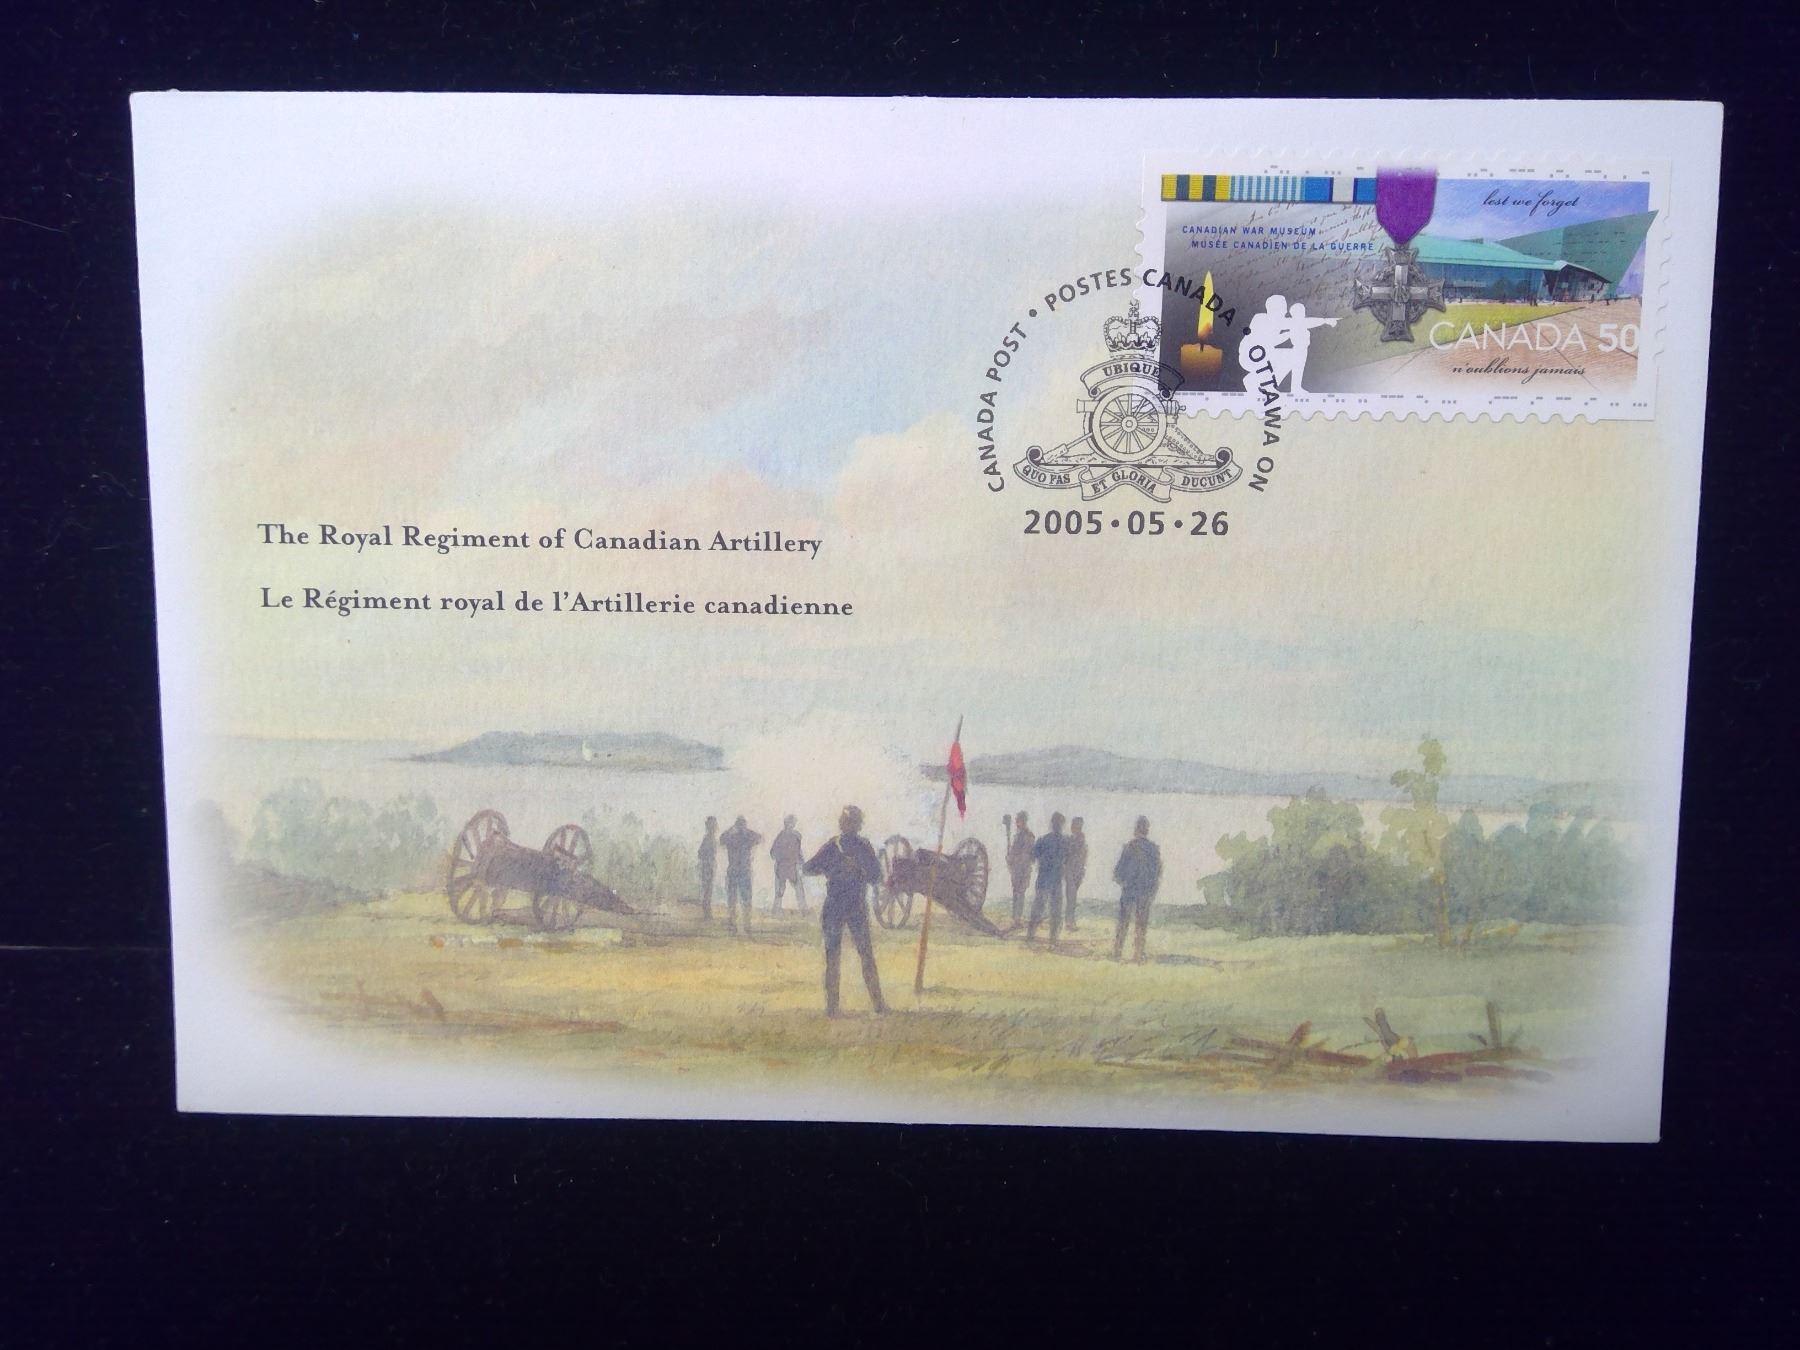 lest we forget
CANADIAN WAR MUSEUM
MUSÉE CANADIEN DE LA GUERRE
CANADA 50
n'oublions jamais
CANADA POST • POSTES CANADA • OTTAWA ON
UBIQUE
QUO FAS ET GLORIA DUCUNT
2005•05•26
The Royal Regiment of Canadian Artillery
Le Régiment royal de l'Artillerie canadienne